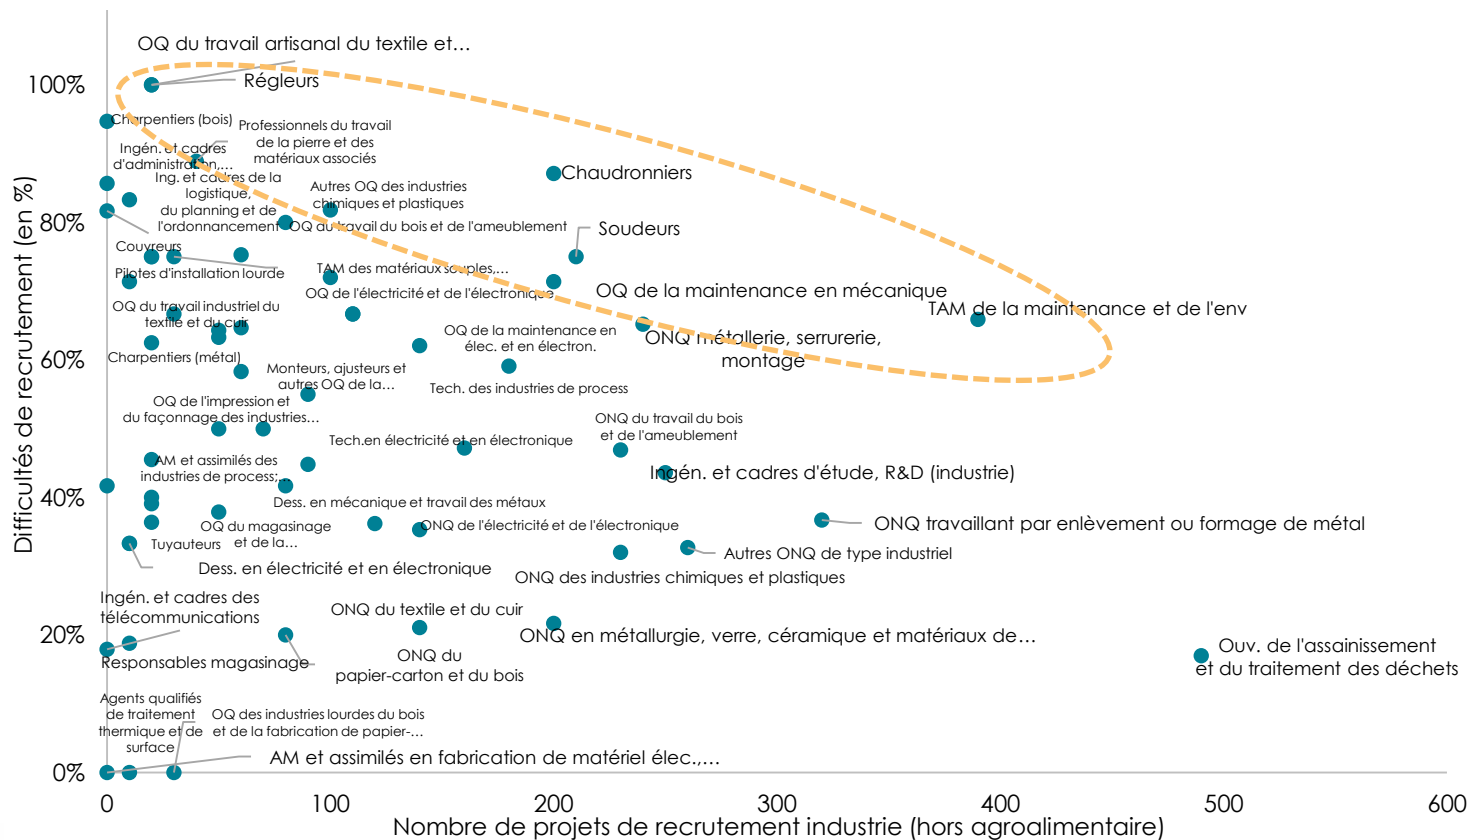 OQ du travail artisanal du textile et...
Régleurs
100%
Charpentiers (bois)
Professionnels du travail
de la pierre et des
matériaux associés
Ingén. et cadres
d'administration,...
Chaudronniers
Ing. et cadres de la
logistique,
du planning et de
l'ordonnancement
Autres OQ des industries
chimiques et plastiques
80%
OQ du travail du bois et de l'ameublement
Soudeurs
Couvreurs
Pilotes d'installation lourde
TAM des matériaux souples,...
OQ de l'électricité et de l'électronique
OQ de la maintenance en mécanique
TAM de la maintenance et de l'env
OQ du travail industriel du
textile et du cuir
OQ de la maintenance en
élec. et en électron.
ONQ métallerie, serrurerie,
montage
60%
Charpentiers (métal)
Monteurs, ajusteurs et
autres OQ de la...
Tech. des industries de process
OQ de l'impression et
du façonnage des industries...
ONQ du travail du bois
et de l'ameublement
Tech.en électricité et en électronique
AM et assimilés des
industries de process;...
Ingén. et cadres d'étude, R&D (industrie)
40%
Dess. en mécanique et travail des métaux
OQ du magasinage
et de la...
ONQ de l'électricité et de l'électronique
ONQ travaillant par enlèvement ou formage de métal
Tuyauteurs
Autres ONQ de type industriel
Dess. en électricité et en électronique
ONQ des industries chimiques et plastiques
Ingén. et cadres des
télécommunications
ONQ du textile et du cuir
20%
ONQ en métallurgie, verre, céramique et matériaux de...
Ouv. de l'assainissement
et du traitement des déchets
Responsables magasinage
ONQ du
papier-carton et du bois
Agents qualifiés
de traitement
thermique et de
surface
OQ des industries lourdes du bois
et de la fabrication de papier-...
AM et assimilés en fabrication de matériel élec.,...
0%
0
100
200
300
400
500
600
Nombre de projets de recrutement industrie (hors agroalimentaire)
Difficultés de recrutement (en %)